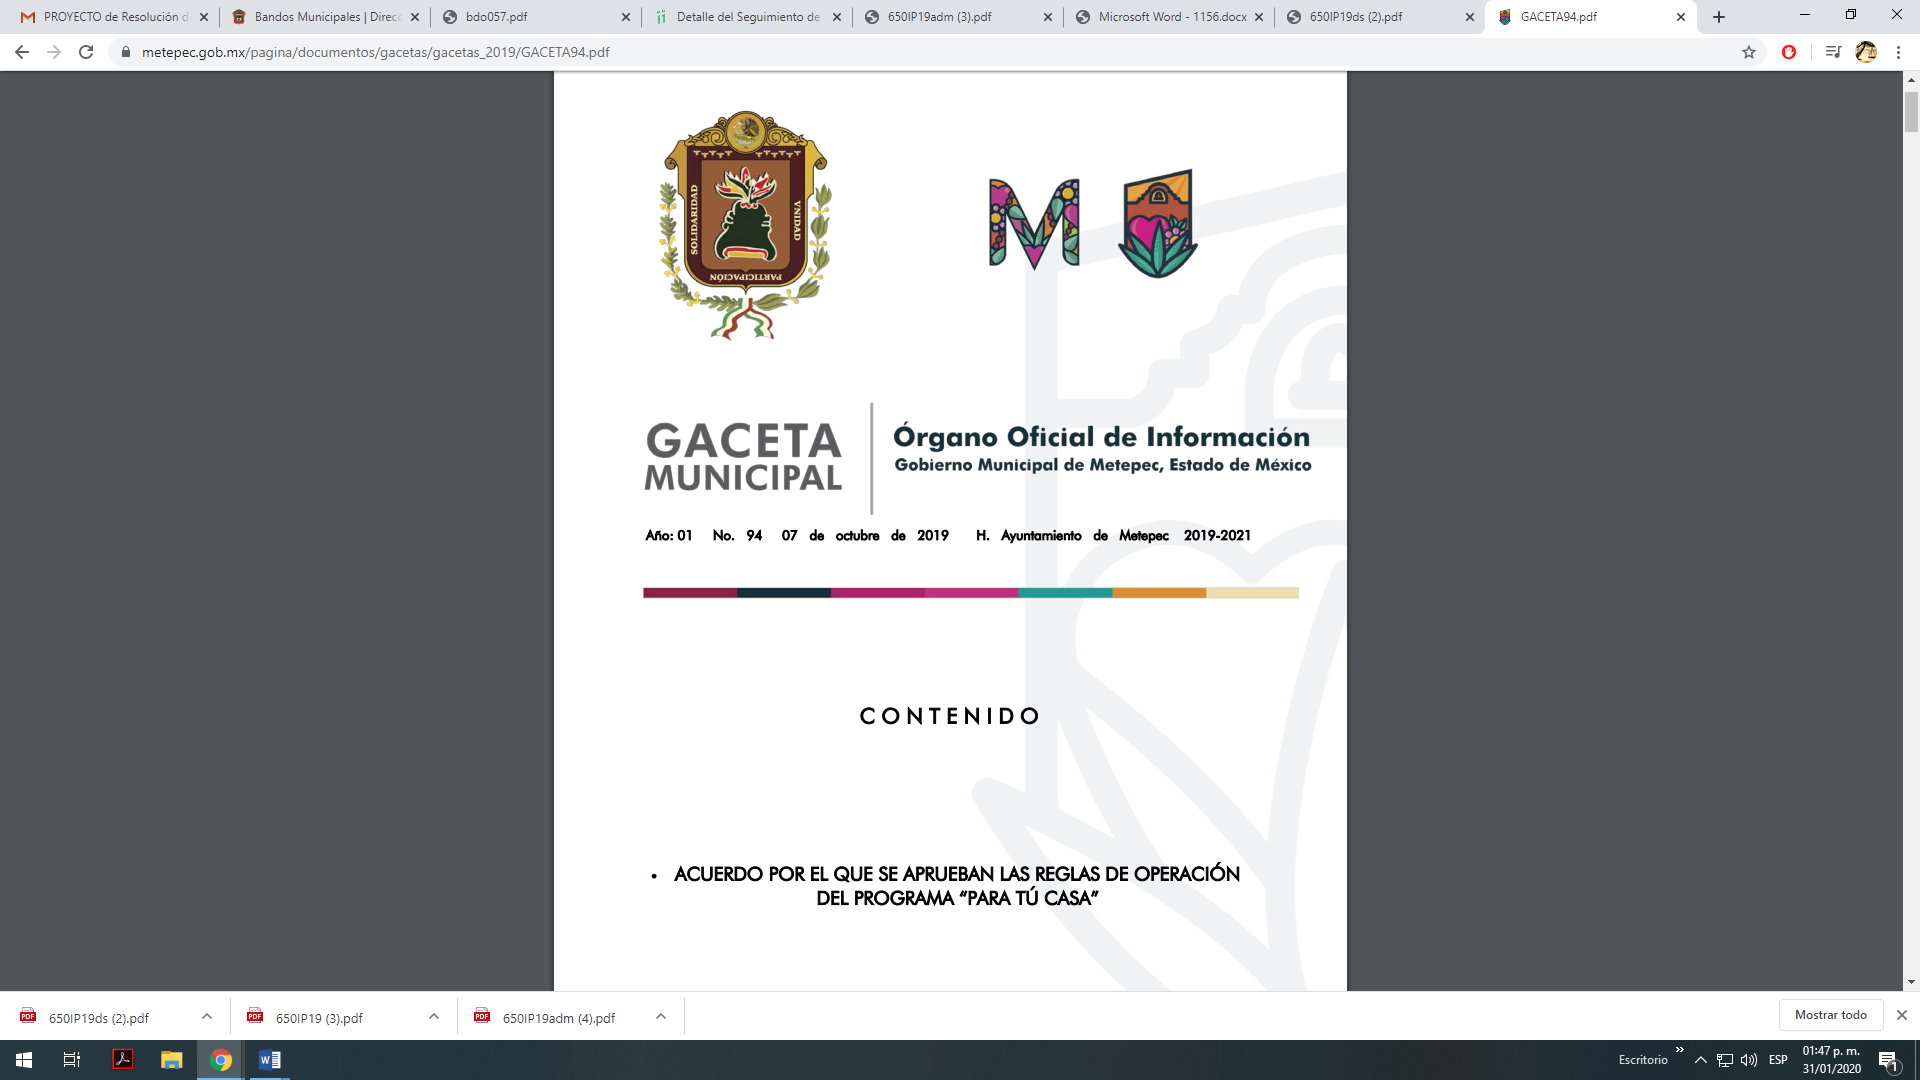 PROYECTO de Resolución d
Bandos Municipales | Direcc
bdo057.pdf
Detalle del Seguimiento de
650IP19adm (3).pdf
Microsoft Word - 1156.docx
650IP19ds (2).pdf
GACETA94.pdf
metepec.gob.mx/pagina/documentos/gacetas/gacetas_2019/GACETA94.pdf
SOLIDARIDAD
VNIDAD
PARTICIPACIÓN
M
GACETA
MUNICIPAL
Órgano Oficial de Información
Gobierno Municipal de Metepec, Estado de México
Año: 01 No. 94 07 de octubre de 2019 H. Ayuntamiento de Metepec 2019-2021
CONTENIDO
• ACUERDO POR EL QUE SE APRUEBAN LAS REGLAS DE OPERACIÓN
DEL PROGRAMA “PARA TÚ CASA”
650IP19ds (2).pdf
650IP19 (3).pdf
650IP19adm (4).pdf
Mostrar todo
Escritorio
ESP
01:47 p. m.
31/01/2020
1